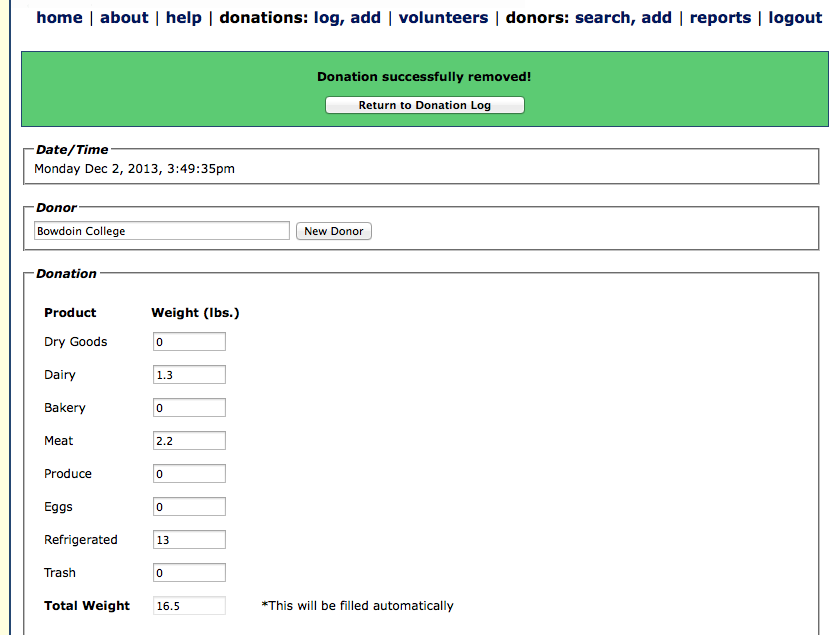 home | about | help | donations: log, add | volunteers | donors: search, add | reports | logout
Donation successfully removed!
Return to Donation Log
Date/Time
Monday Dec 2, 2013, 3:49:35pm
Donor
Bowdoin College New Donor
Donation
Product Weight (lbs.)
Dry Goods 0
Dairy 1.3
Bakery 0
Meat 2.2
Produce 0
Eggs 0
Refrigerated 13
Trash 0
Total Weight 16.5 *This will be filled automatically